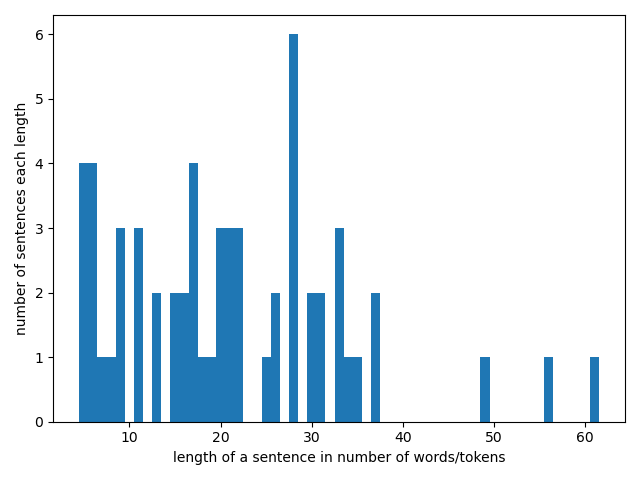 number of sentences each length
6
5
4
3
2
1
0
10 20 30 40 50 60
length of a sentence in number of words/tokens